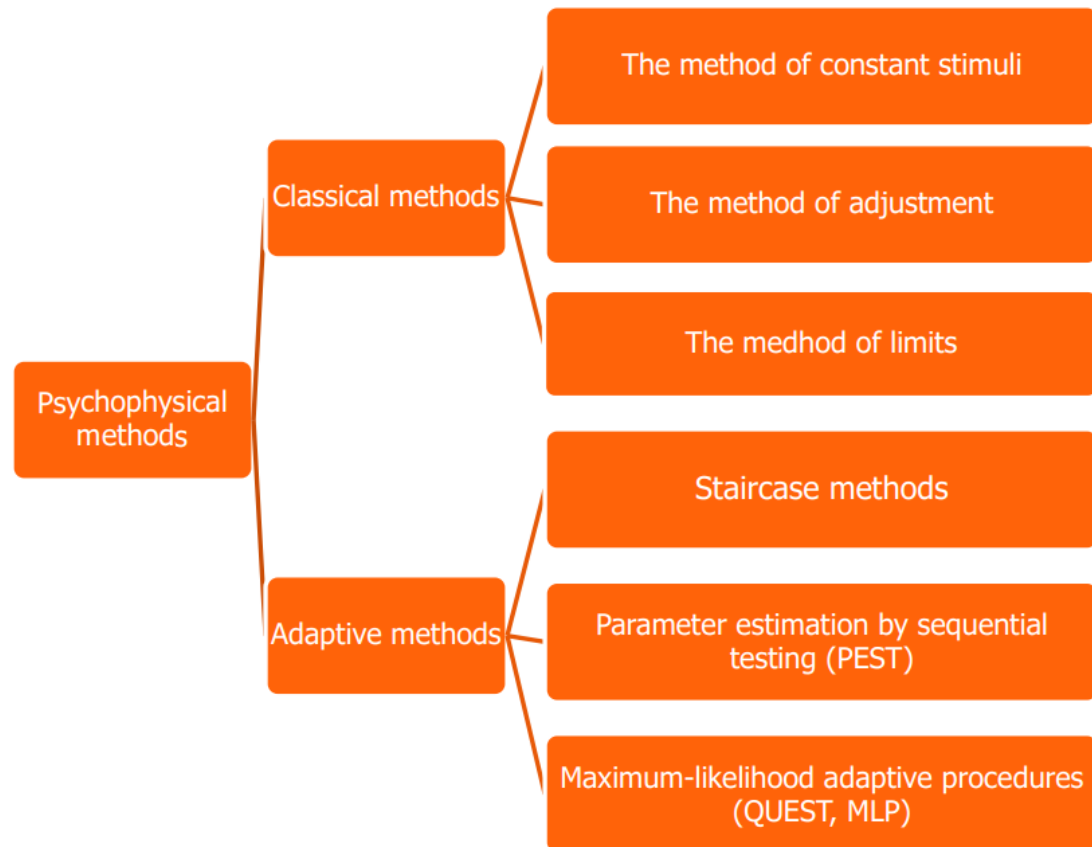 Psychophysical
methods
Classical methods
The method of constant stimuli
The method of adjustment
The medhod of limits
Adaptive methods
Staircase methods
Parameter estimation by sequential
testing (PEST)
Maximum-likelihood adaptive procedures
(QUEST, MLP)